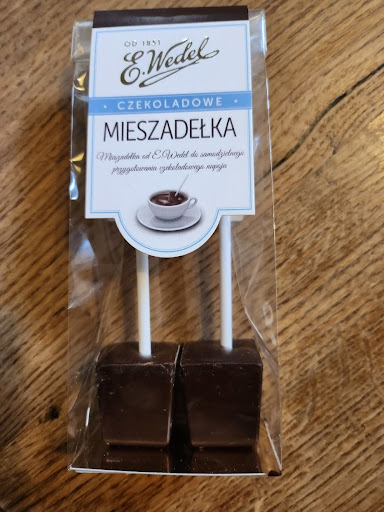 OD 1851
E.Wedel
CZEKOLADOWE
MIESZADEŁKA
Mieszadełka od E.Wedel do samodzielnego
przygotowania czekoladowego napoju